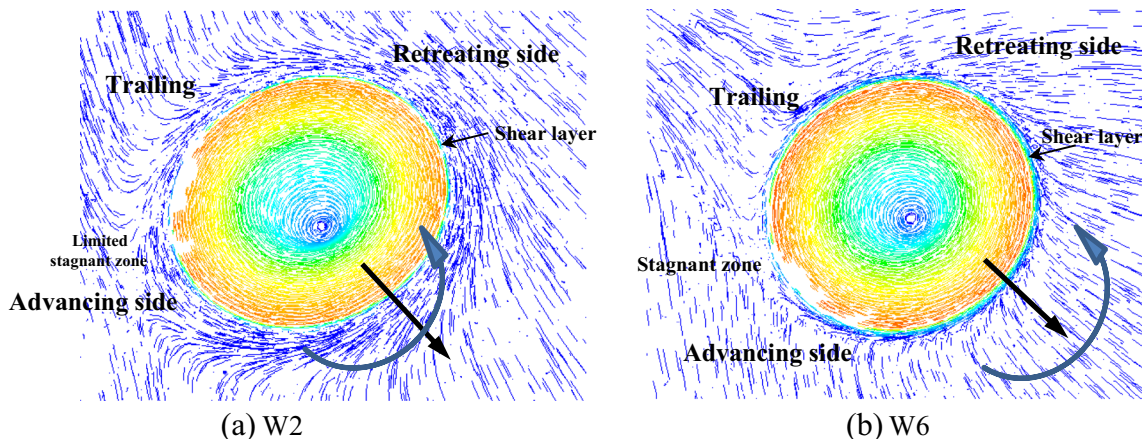 Retreating side
Trailing
Shear layer
Limited
stagnant zone
Advancing side
(a) W2
Retreating side
Trailing
Shear layer
Stagnant zone
Advancing side
(b) W6